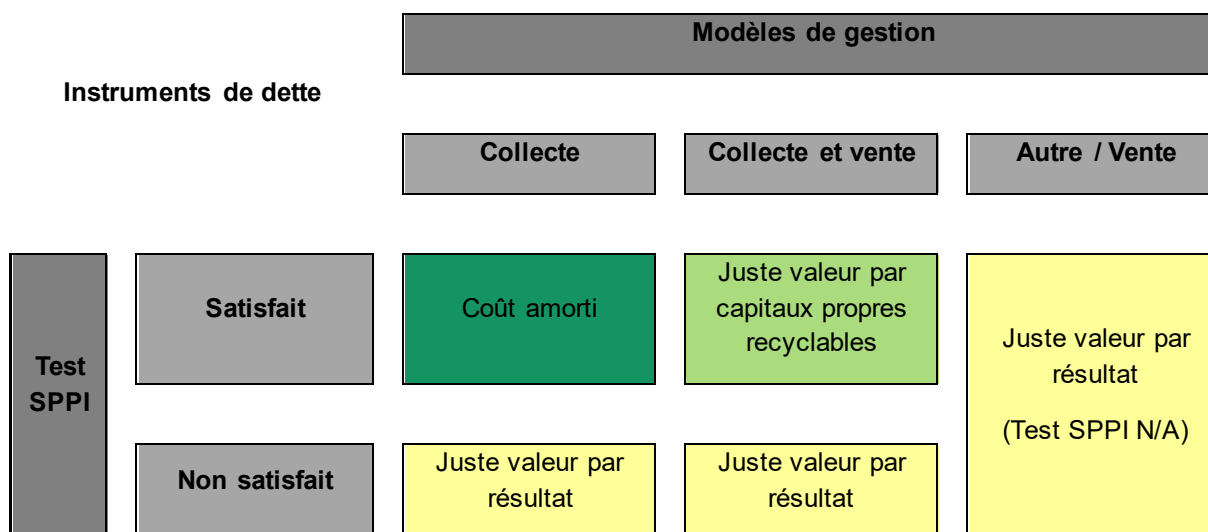 Modèles de gestion
Instruments de dette
Collecte
Collecte et vente
Autre / Vente
Test
SPPI
Satisfait
Coût amorti
Juste valeur par
capitaux propres
recyclables
Juste valeur par
résultat
(Test SPPI N/A)
Non satisfait
Juste valeur par
résultat
Juste valeur par
résultat